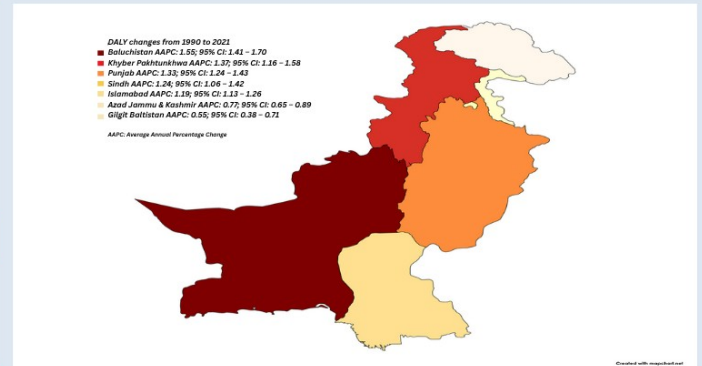 DALY changes from 1990 to 2021
Baluchistan AAPC: 1.55; 95% CI: 1.41 – 1.70
Khyber Pakhtunkhwa AAPC: 1.37; 95% CI: 1.16 – 1.58
Punjab AAPC: 1.33; 95% CI: 1.24 – 1.43
Sindh AAPC: 1.24; 95% CI: 1.06 – 1.42
Islamabad AAPC: 1.19; 95% CI: 1.13 – 1.26
Azad Jammu & Kashmir AAPC: 0.77; 95% CI: 0.65 – 0.89
Gilgit Baltistan AAPC: 0.55; 95% CI: 0.38 – 0.71
AAPC: Average Annual Percentage Change
Created with mapchart.net